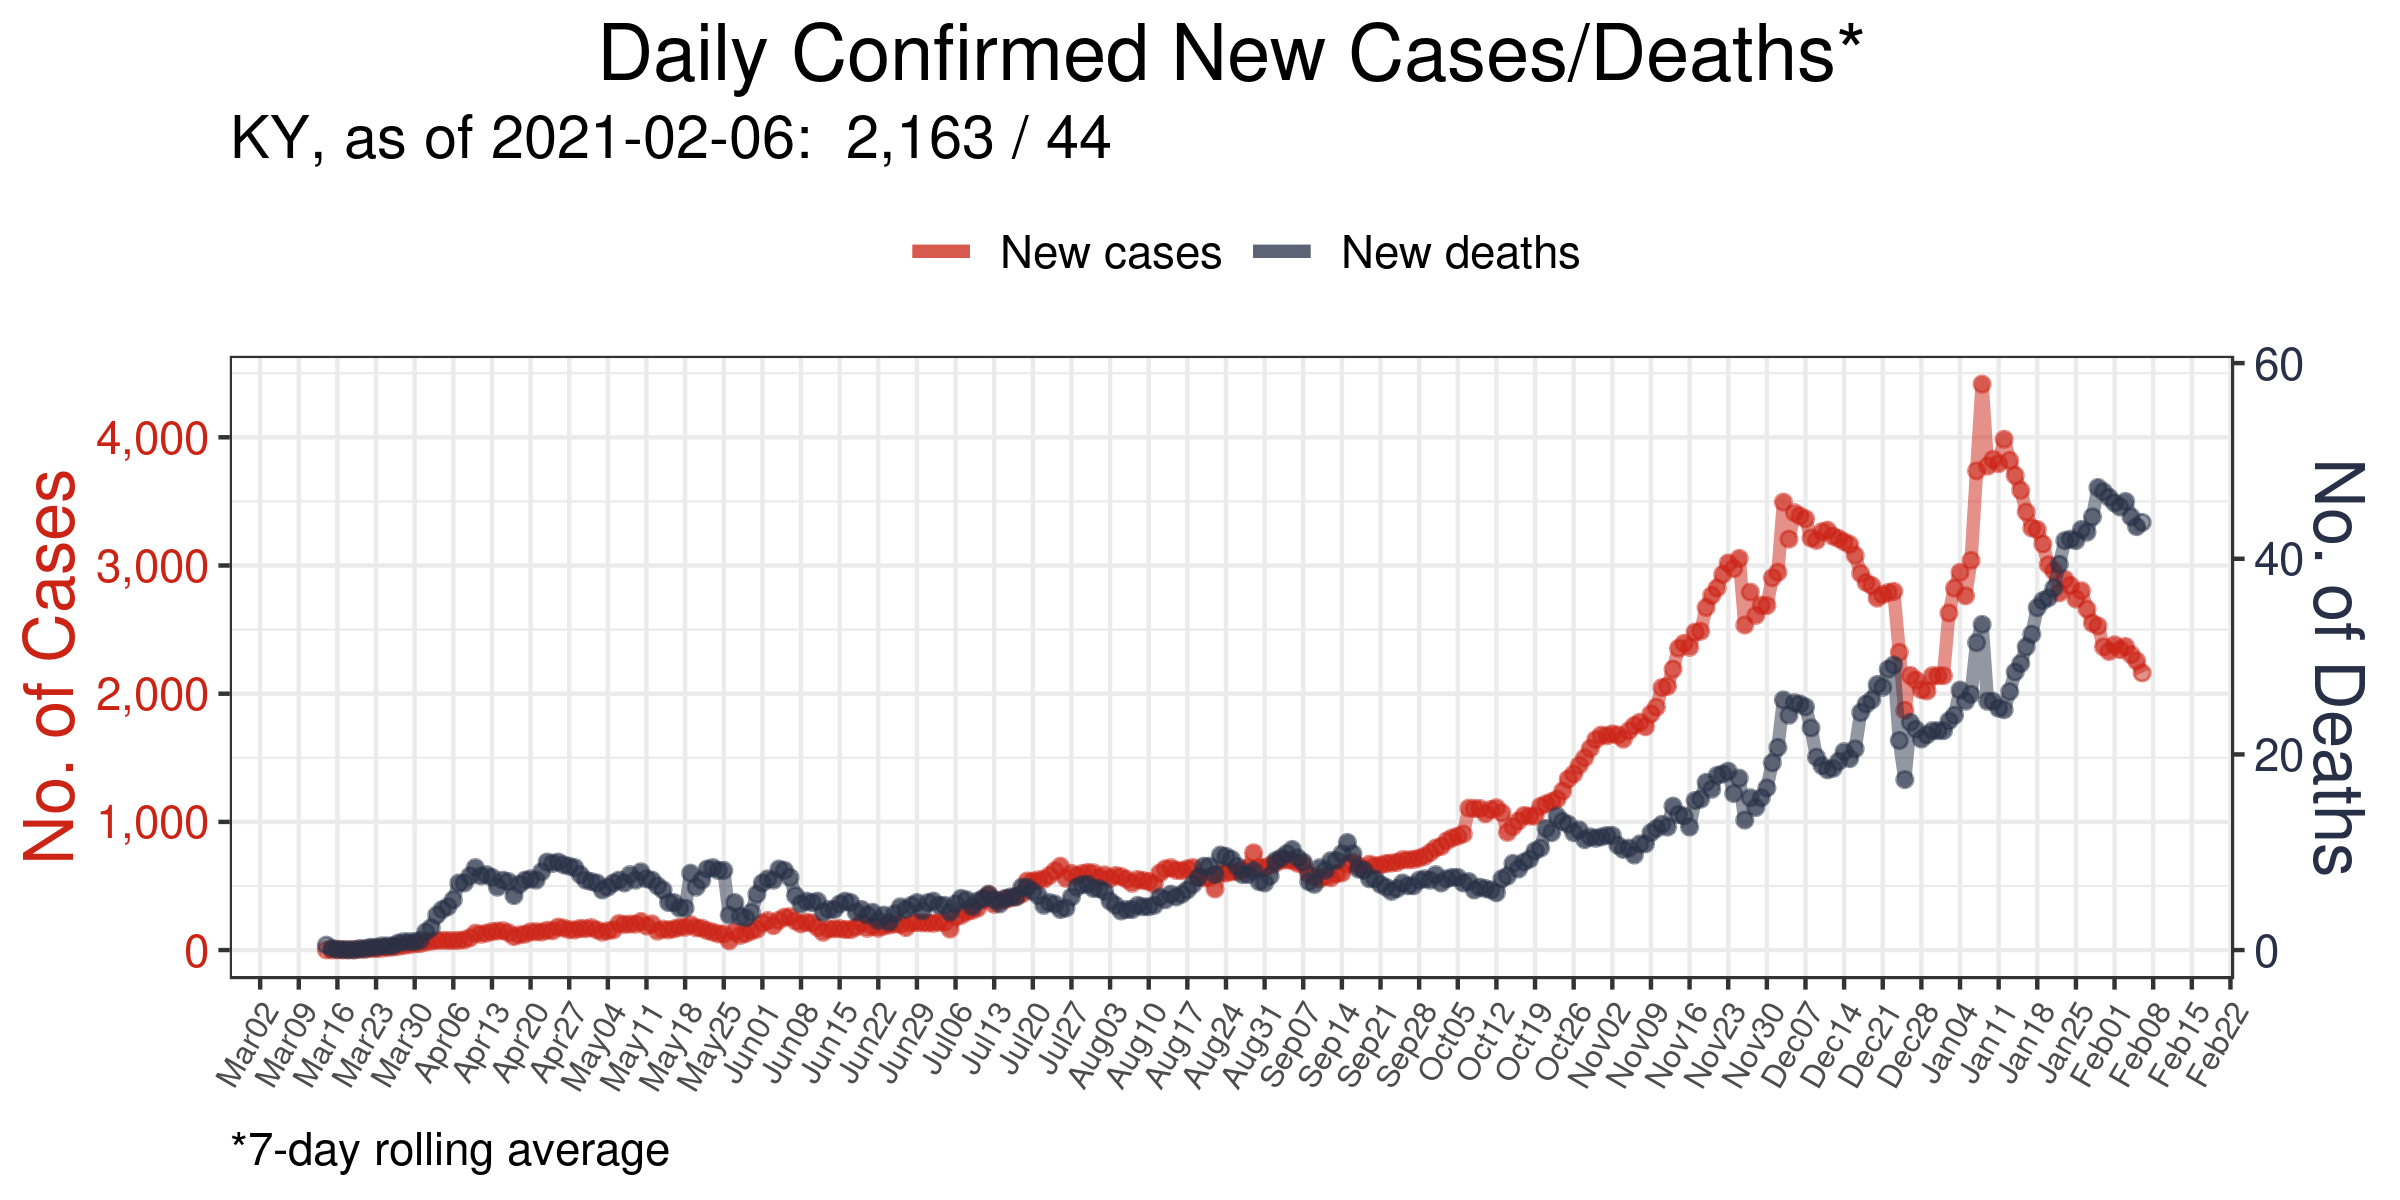 Daily Confirmed New Cases/Deaths*
KY, as of 2021-02-06:  2,163 / 44
New cases
New deaths
No. of Cases
4,000
3,000
2,000
1,000
0
60
40
20
0
No. of Deaths
Mar02
Mar09
Mar16
Mar23
Mar30
Apr06
Apr13
Apr20
Apr27
May04
May11
May18
May25
Jun01
Jun08
Jun15
Jun22
Jun29
Jul06
Jul13
Jul20
Jul27
Aug03
Aug10
Aug17
Aug24
Aug31
Sep07
Sep14
Sep21
Sep28
Oct05
Oct12
Oct19
Oct26
Nov02
Nov09
Nov16
Nov23
Nov30
Dec07
Dec14
Dec21
Dec28
Jan04
Jan11
Jan18
Jan25
Feb01
Feb08
Feb15
Feb22
*7-day rolling average